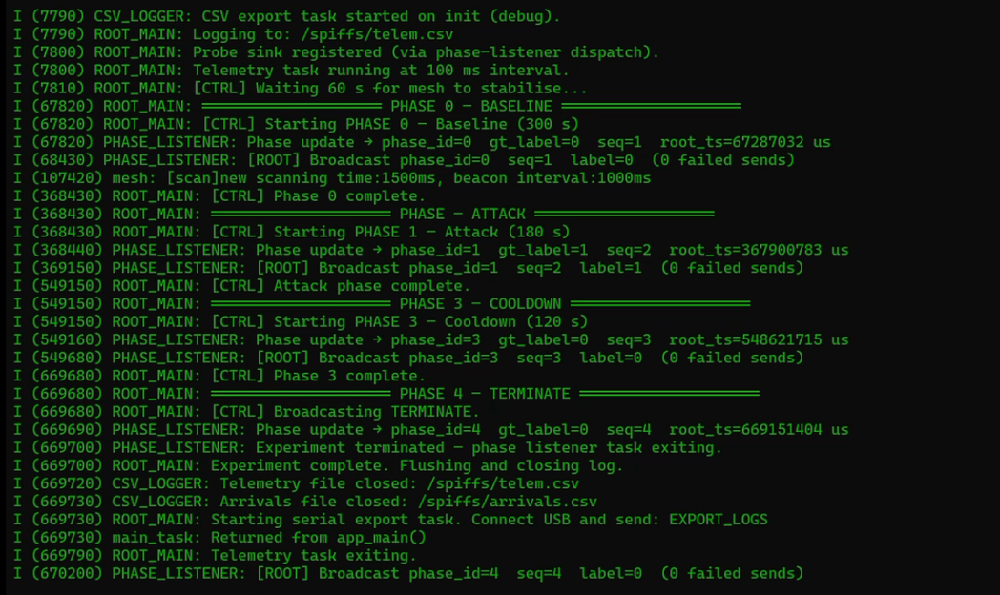 I (7790) CSV_LOGGER: CSV export task started on init (debug).
I (7790) ROOT_MAIN: Logging to: /spiffs/telem.csv
I (7800) ROOT_MAIN: Probe sink registered (via phase-listener dispatch).
I (7800) ROOT_MAIN: Telemetry task running at 100 ms interval.
I (7810) ROOT_MAIN: [CTRL] Waiting 60 s for mesh to stabilise...
I (67820) ROOT_MAIN: ════════════════════ PHASE 0 — BASELINE ════════════════════
I (67820) ROOT_MAIN: [CTRL] Starting PHASE 0 — Baseline (300 s)
I (67820) PHASE_LISTENER: Phase update → phase_id=0  gt_label=0  seq=1  root_ts=67287032 us
I (68430) PHASE_LISTENER: [ROOT] Broadcast phase_id=0  seq=1  label=0  (0 failed sends)
I (107420) mesh: [scan]new scanning time:1500ms, beacon interval:1000ms
I (368430) ROOT_MAIN: [CTRL] Phase 0 complete.
I (368430) ROOT_MAIN: ════════════════════ PHASE — ATTACK ════════════════════
I (368430) ROOT_MAIN: [CTRL] Starting PHASE 1 — Attack (180 s)
I (368440) PHASE_LISTENER: Phase update → phase_id=1  gt_label=1  seq=2  root_ts=367900783 us
I (369150) PHASE_LISTENER: [ROOT] Broadcast phase_id=1  seq=2  label=1  (0 failed sends)
I (549150) ROOT_MAIN: [CTRL] Attack phase complete.
I (549150) ROOT_MAIN: ════════════════════ PHASE 3 — COOLDOWN ════════════════════
I (549150) ROOT_MAIN: [CTRL] Starting PHASE 3 — Cooldown (120 s)
I (549160) PHASE_LISTENER: Phase update → phase_id=3  gt_label=0  seq=3  root_ts=548621715 us
I (549680) PHASE_LISTENER: [ROOT] Broadcast phase_id=3  seq=3  label=0  (0 failed sends)
I (669680) ROOT_MAIN: [CTRL] Phase 3 complete.
I (669680) ROOT_MAIN: ════════════════════ PHASE 4 — TERMINATE ════════════════════
I (669680) ROOT_MAIN: [CTRL] Broadcasting TERMINATE.
I (669690) PHASE_LISTENER: Phase update → phase_id=4  gt_label=0  seq=4  root_ts=669151404 us
I (669700) PHASE_LISTENER: Experiment terminated — phase listener task exiting.
I (669700) ROOT_MAIN: Experiment complete. Flushing and closing log.
I (669720) CSV_LOGGER: Telemetry file closed: /spiffs/telem.csv
I (669730) CSV_LOGGER: Arrivals file closed: /spiffs/arrivals.csv
I (669730) ROOT_MAIN: Starting serial export task. Connect USB and send: EXPORT_LOGS
I (669730) main_task: Returned from app_main()
I (669790) ROOT_MAIN: Telemetry task exiting.
I (670200) PHASE_LISTENER: [ROOT] Broadcast phase_id=4  seq=4  label=0  (0 failed sends)